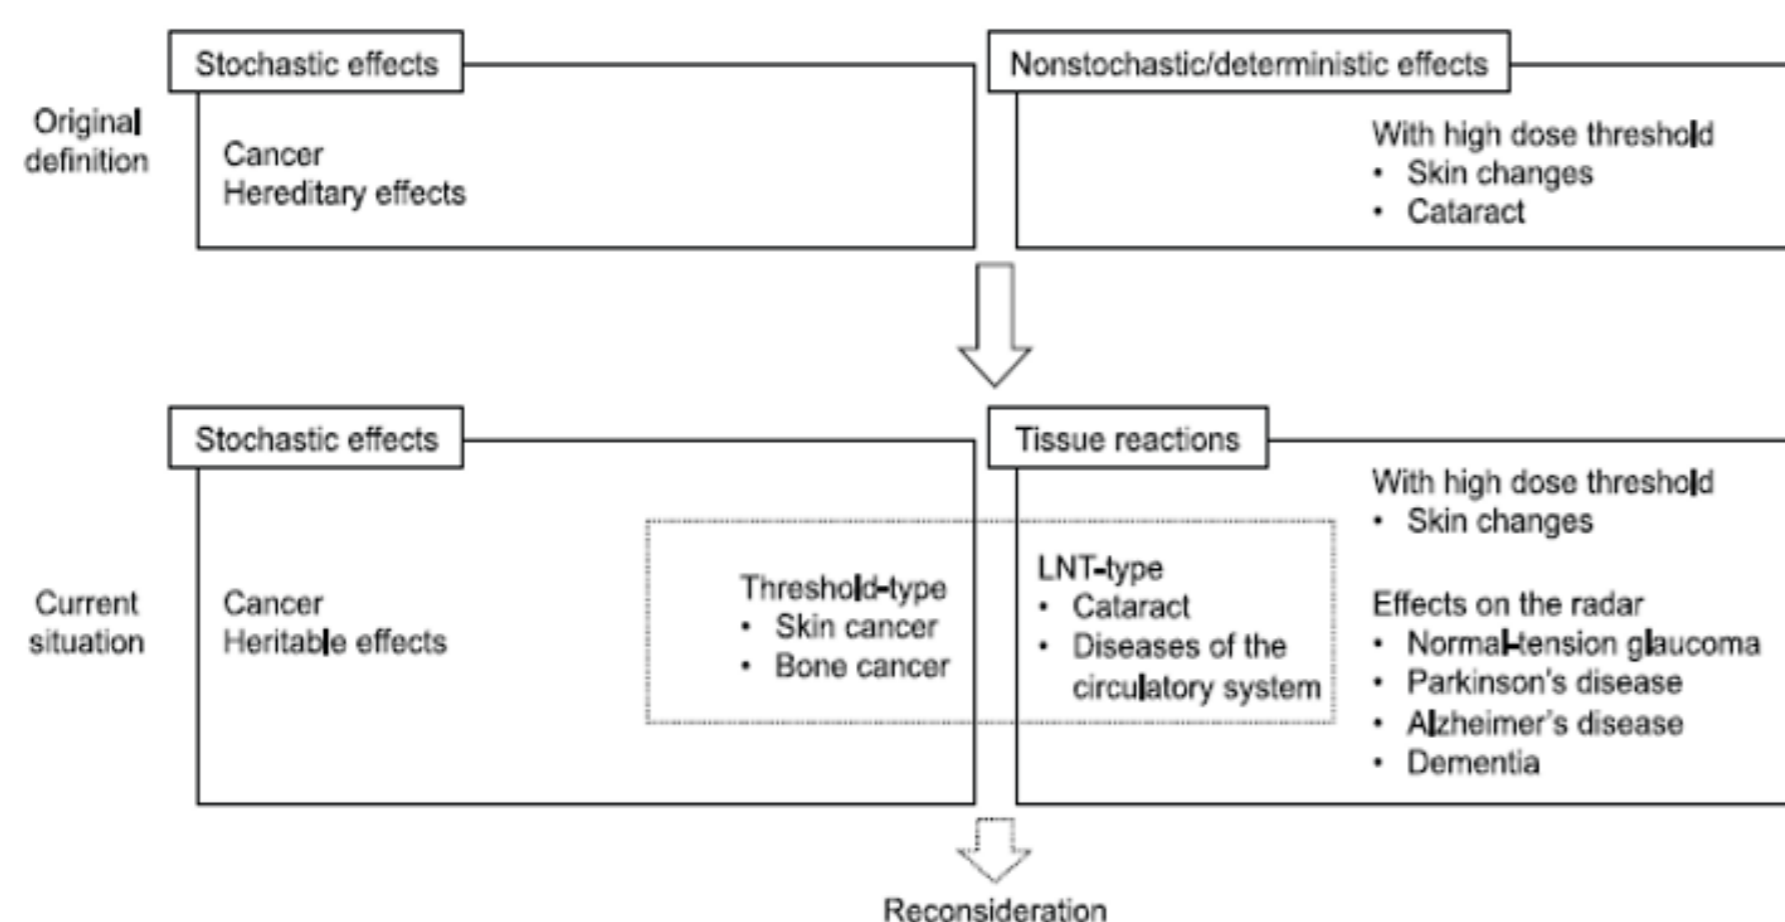 Stochastic effects
Nonstochastic/deterministic effects
Original
definition
Cancer
Hereditary effects
With high dose threshold
• Skin changes
• Cataract
Stochastic effects
Tissue reactions
Current
situation
Cancer
Heritable effects
Threshold-type
• Skin cancer
• Bone cancer
LNT-type
• Cataract
• Diseases of the
circulatory system
With high dose threshold
• Skin changes
Effects on the radar
• Normal-tension glaucoma
• Parkinson's disease
• Alzheimer's disease
• Dementia
Reconsideration